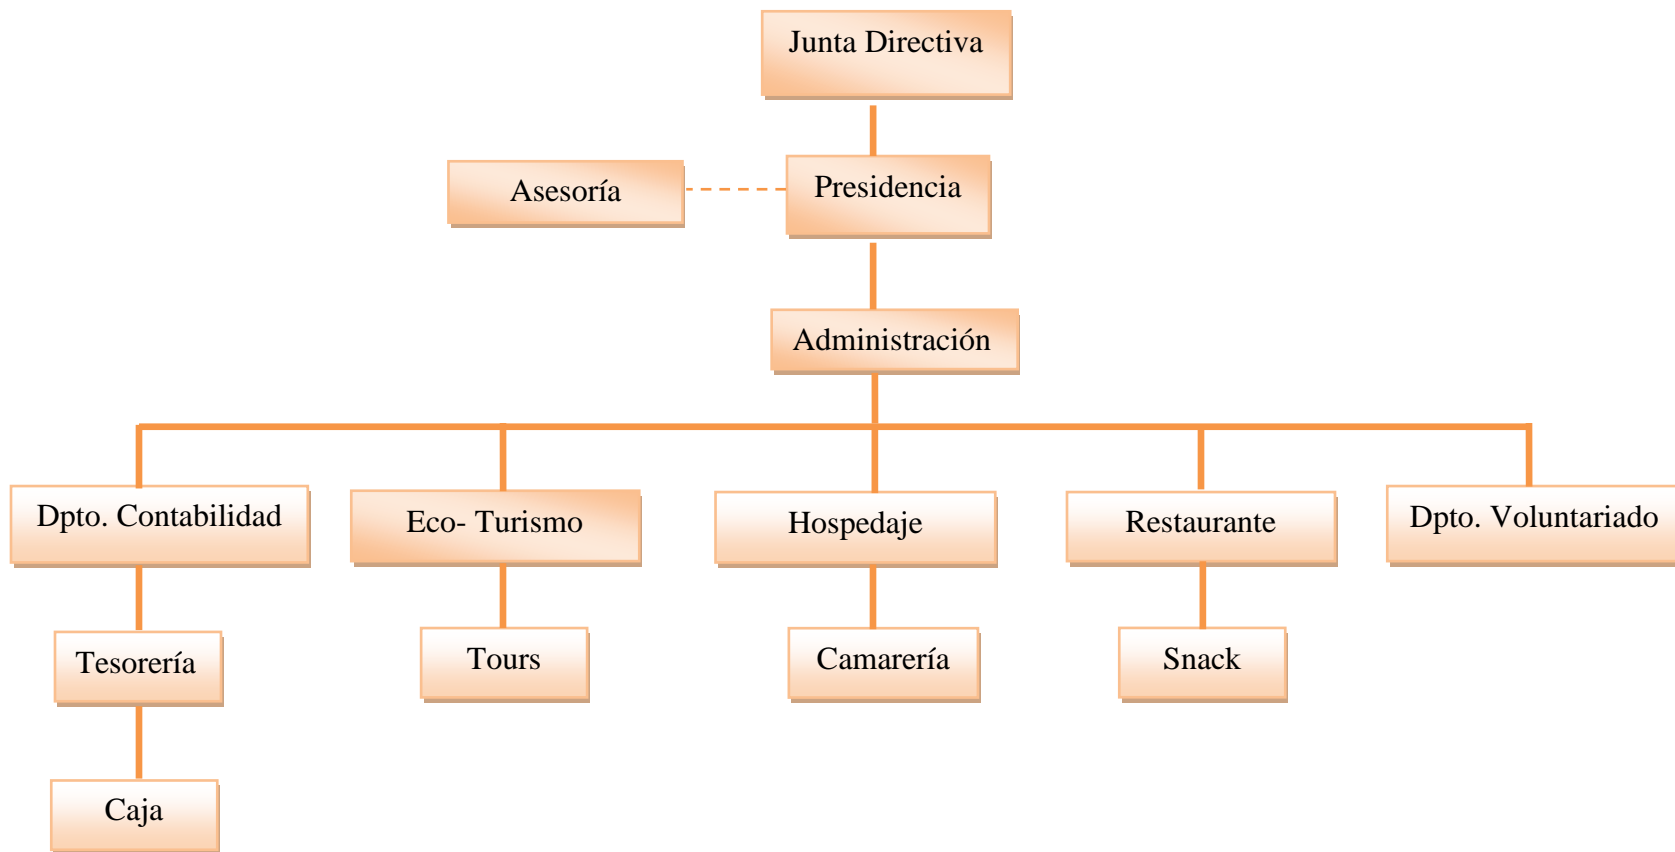 Junta Directiva
Asesoría
Presidencia
Administración
Dpto. Contabilidad
Eco- Turismo
Hospedaje
Restaurante
Dpto. Voluntariado
Tesorería
Tours
Camarería
Snack
Caja